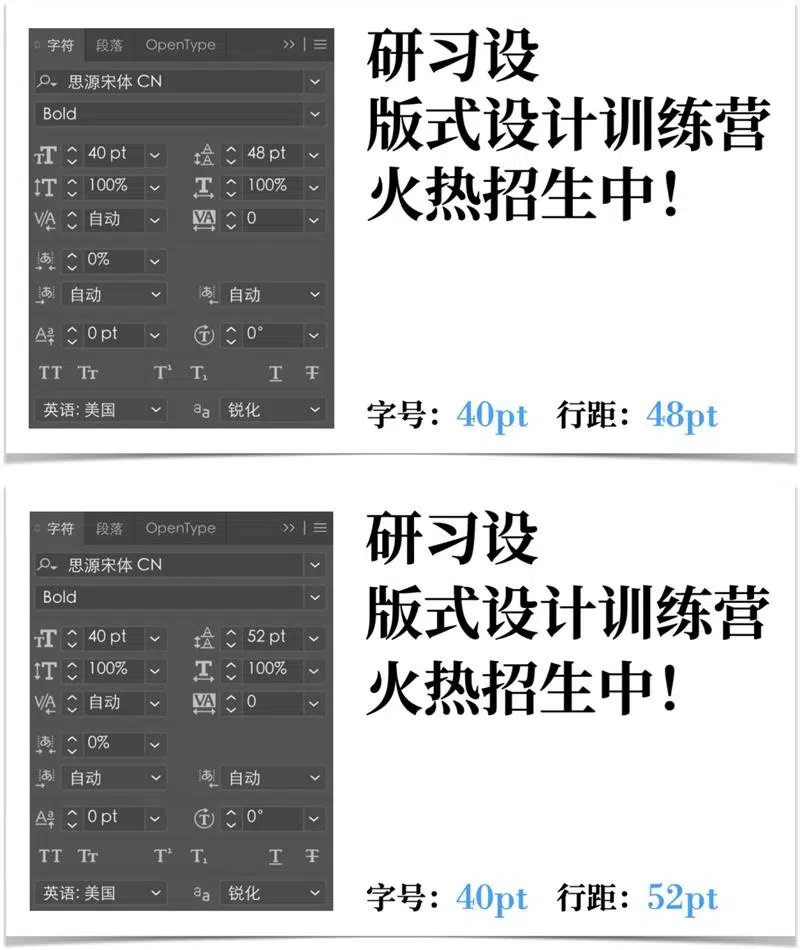 字符 段落 OpenType
思源宋体 CN
Bold
40 pt 48 pt
100% 100%
自动 0
0%
自动 自动
0 pt 0°
TT Tt T¹ T₁ T T
英语: 美国 aa 锐化
研习设
版式设计训练营
火热招生中！
字号：40pt 行距：48pt
字符 段落 OpenType
思源宋体 CN
Bold
40 pt 52 pt
100% 100%
自动 0
0%
自动 自动
0 pt 0°
TT Tt T¹ T₁ T T
英语: 美国 aa 锐化
研习设
版式设计训练营
火热招生中！
字号：40pt 行距：52pt